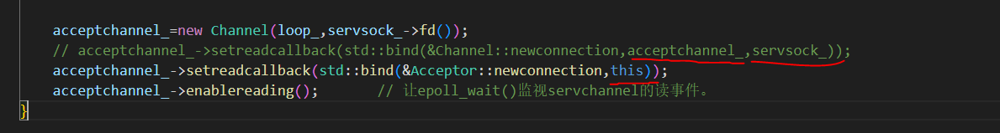 acceptchannel_=new Channel(loop_,servsock_->fd());
// acceptchannel_->setreadcallback(std::bind(&Channel::newconnection,acceptchannel_,servsock_));
acceptchannel_->setreadcallback(std::bind(&Acceptor::newconnection,this));
acceptchannel_->enablereading();       // 让epoll_wait()监视servchannel的读事件。
}